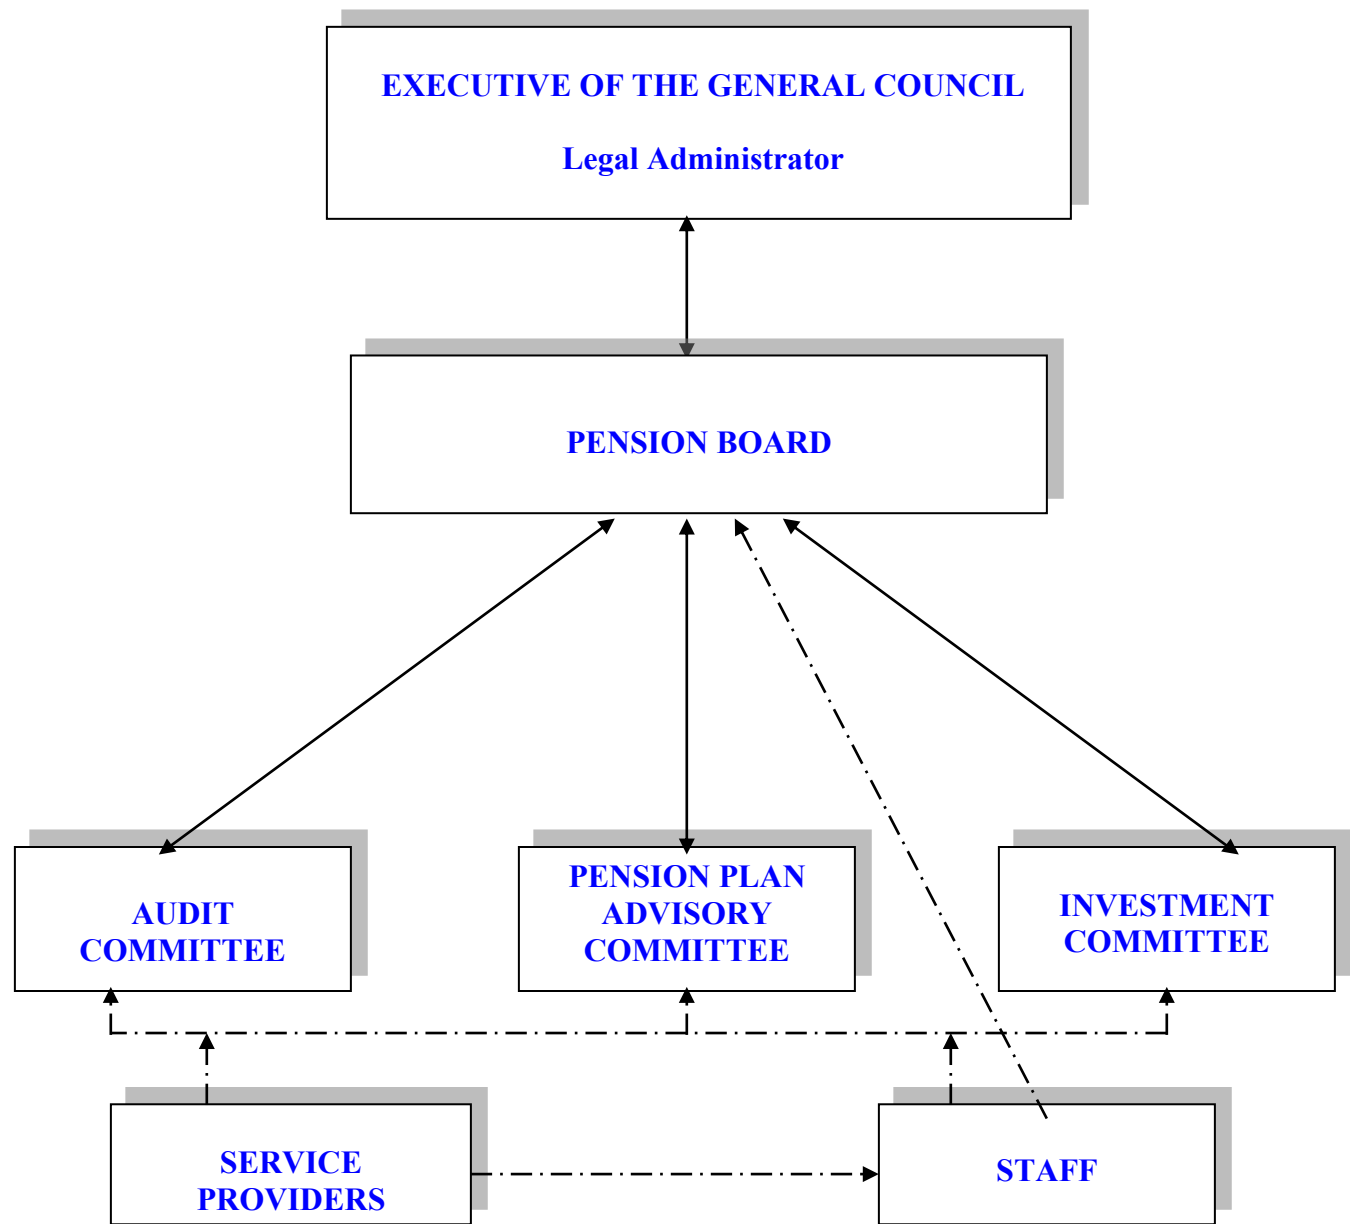 EXECUTIVE OF THE GENERAL COUNCIL
Legal Administrator
PENSION BOARD
AUDIT
COMMITTEE
PENSION PLAN
ADVISORY
COMMITTEE
INVESTMENT
COMMITTEE
SERVICE
PROVIDERS
STAFF